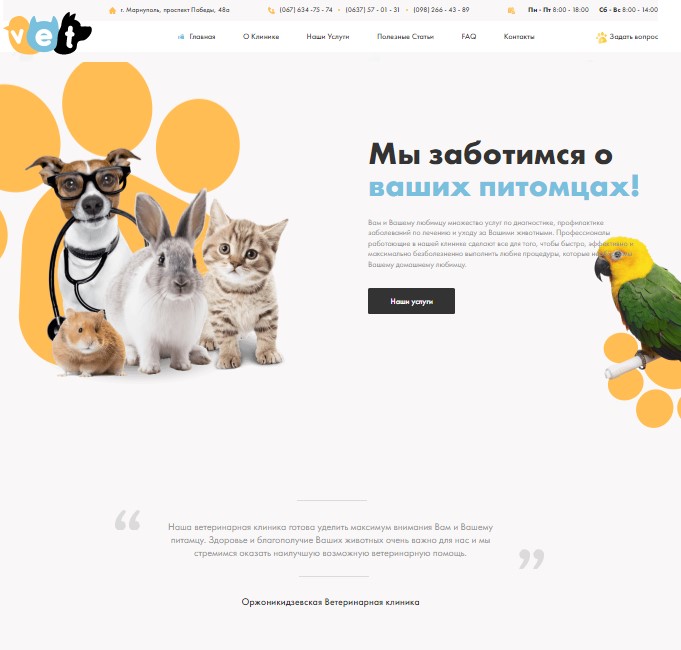 г. Мариуполь, проспект Победы, 48а
(067) 634 -75 - 74 • (0637) 57 - 01 - 31 • (098) 266 - 43 - 89
Пн - Пт 8:00 - 18:00 Сб - Вс 8:00 - 14:00
vet
Главная
О Клинике
Наши Услуги
Полезные Статьи
FAQ
Контакты
Задать вопрос
Мы заботимся о
ваших питомцах!
Вам и Вашему любимцу множество услуг по диагностике, профилактике
заболеваний по лечению и уходу за Вашими животными. Профессионалы
работающие в нашей клинике сделают все для того, чтобы быстро, эффективно и
максимально безболезненно выполнить любые процедуры, которые
Вашему домашнему любимцу.
Наши услуги
“
Наша ветеринарная клиника готова уделить максимум внимания Вам и Вашему
питомцу. Здоровье и благополучие Ваших животных очень важно для нас и мы
стремимся оказать наилучшую возможную ветеринарную помощь.
”
Оржоникидзевская Ветеринарная клиника